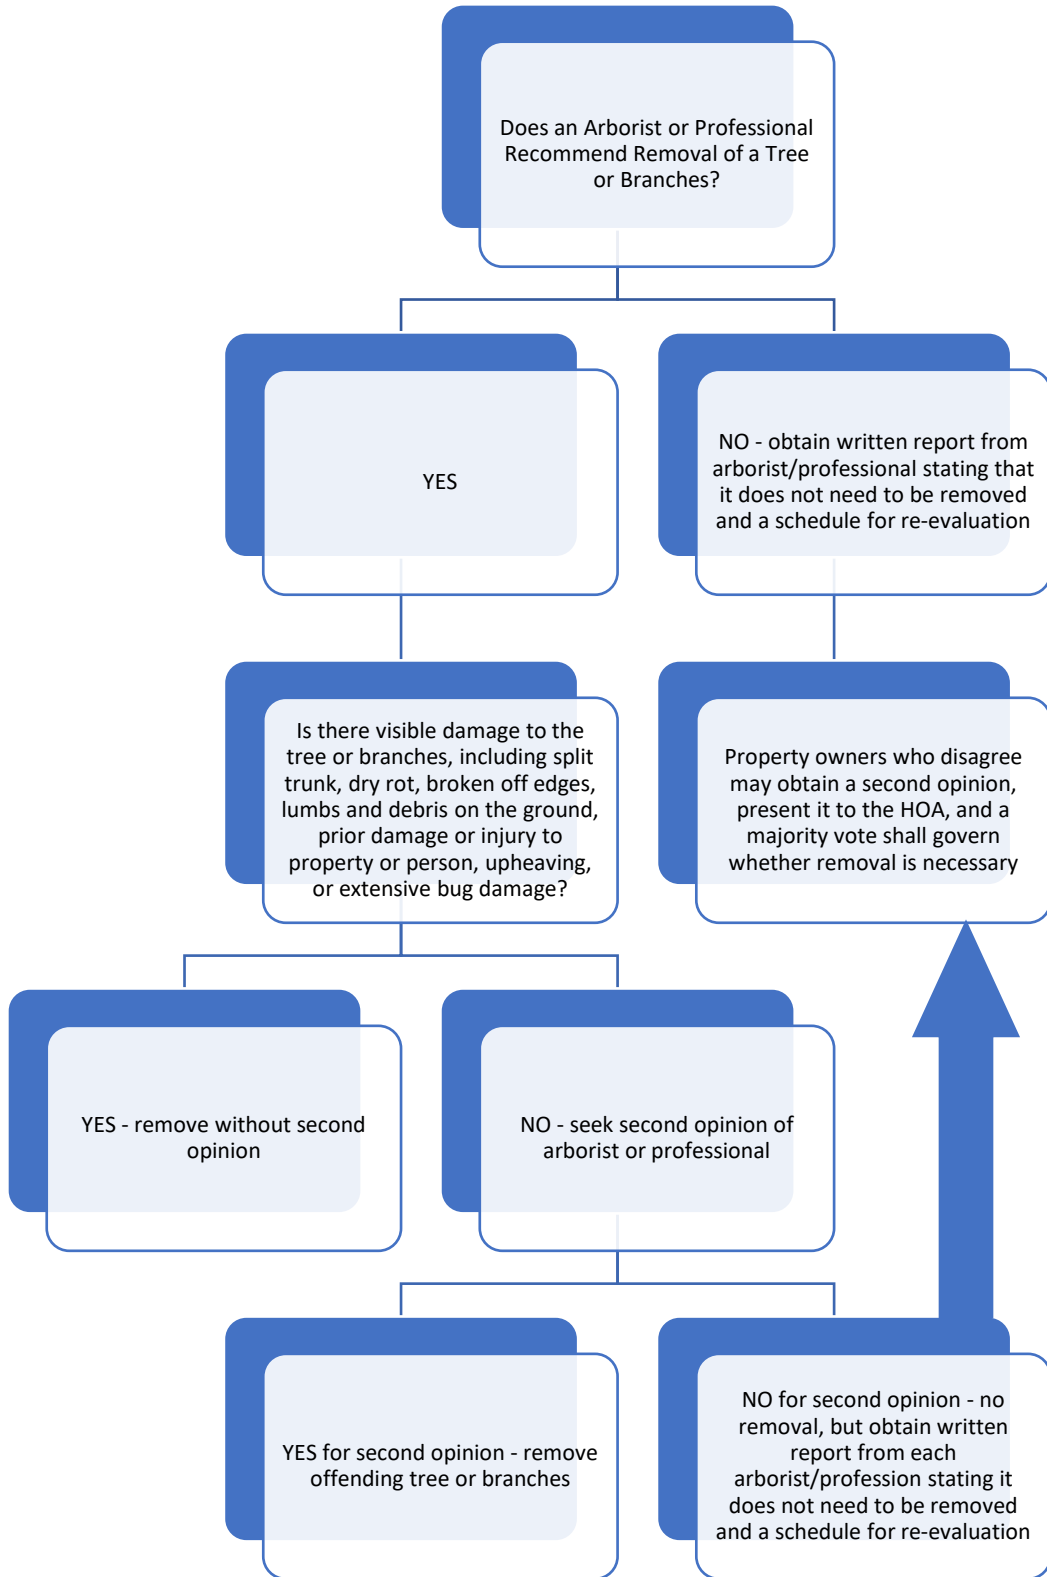 Does an Arborist or Professional
Recommend Removal of a Tree
or Branches?
YES
NO - obtain written report from
arborist/professional stating that
it does not need to be removed
and a schedule for re-evaluation
Is there visible damage to the
tree or branches, including split
trunk, dry rot, broken off edges,
lumbs and debris on the ground,
prior damage or injury to
property or person, upheaving,
or extensive bug damage?
Property owners who disagree
may obtain a second opinion,
present it to the HOA, and a
majority vote shall govern
whether removal is necessary
YES - remove without second
opinion
NO - seek second opinion of
arborist or professional
YES for second opinion - remove
offending tree or branches
NO for second opinion - no
removal, but obtain written
report from each
arborist/profession stating it
does not need to be removed
and a schedule for re-evaluation